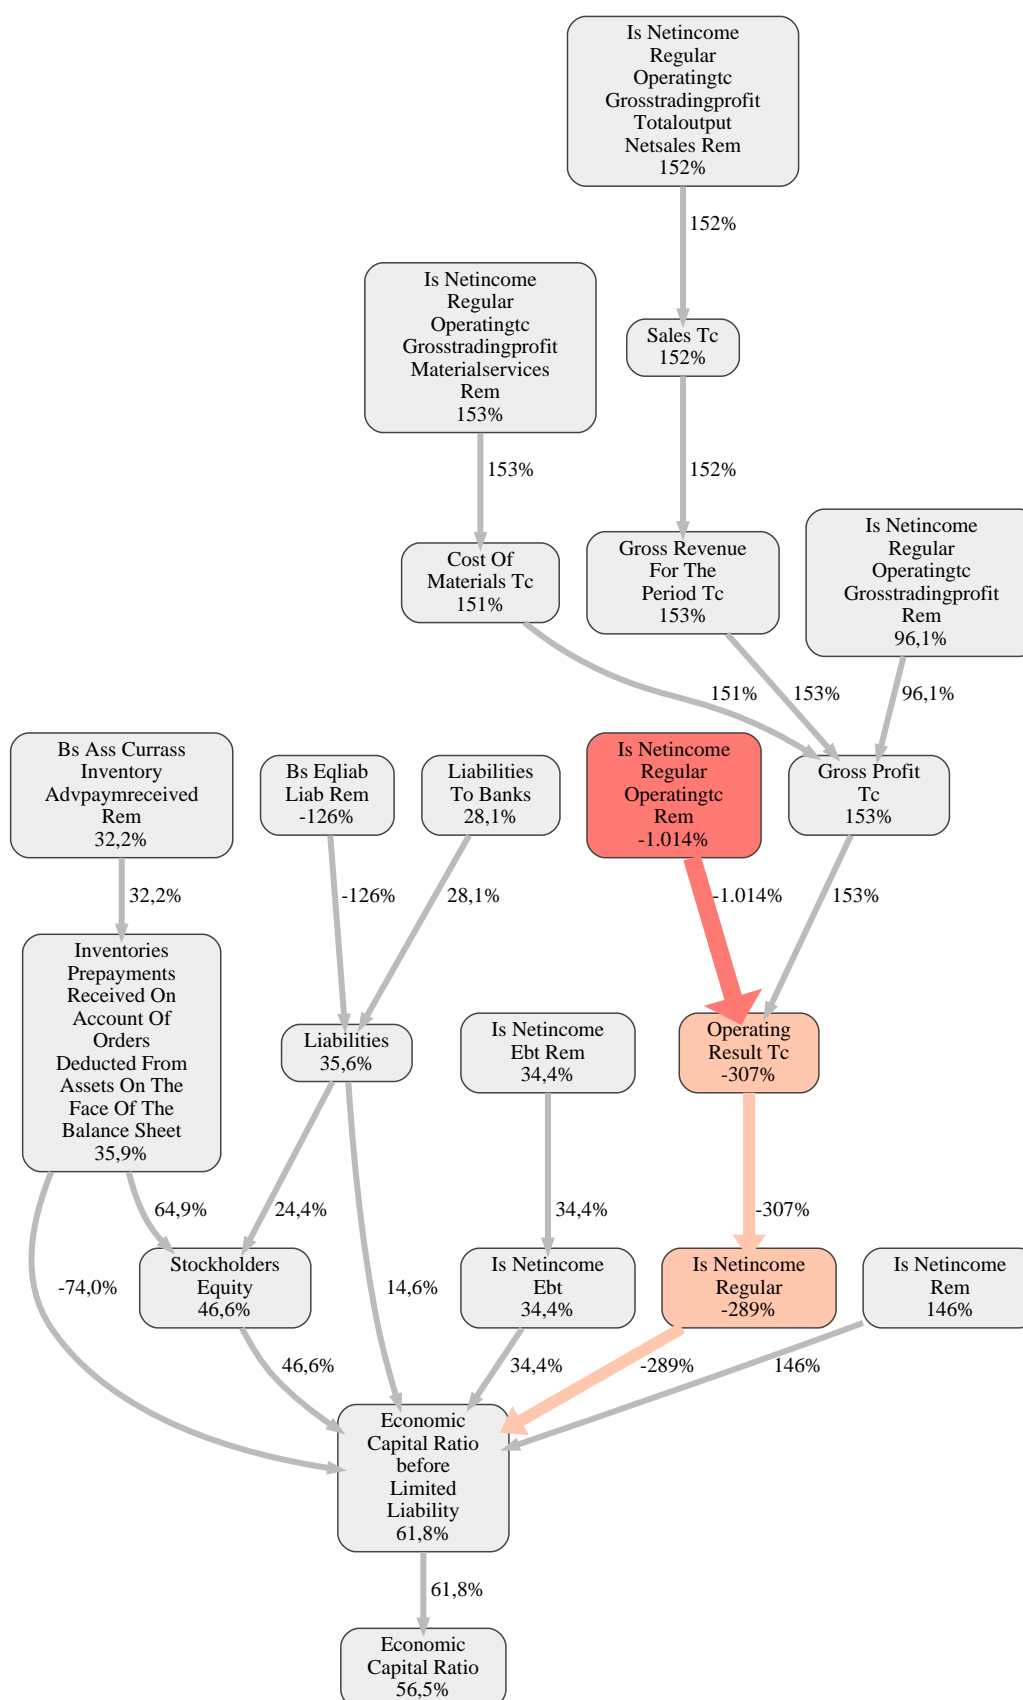 Is Netincome
Regular
Operatingtc
Grosstradingprofit
Totaloutput
Netsales Rem
152%
152%
Is Netincome
Regular
Operatingtc
Grosstradingprofit
Materialservices
Rem
153%
Sales Tc
152%
153%
152%
Is Netincome
Regular
Operatingtc
Grosstradingprofit
Rem
96,1%
Cost Of
Materials Tc
151%
Gross Revenue
For The
Period Tc
153%
151%
153%
96,1%
Bs Ass Currass
Inventory
Advpaymreceived
Rem
32,2%
Bs Eqliab
Liab Rem
-126%
Liabilities
To Banks
28,1%
Is Netincome
Regular
Operatingtc
Rem
-1.014%
Gross Profit
Tc
153%
32,2%
-126%
28,1%
-1.014%
153%
Inventories
Prepayments
Received On
Account Of
Orders
Deducted From
Assets On The
Face Of The
Balance Sheet
35,9%
Liabilities
35,6%
Is Netincome
Ebt Rem
34,4%
Operating
Result Tc
-307%
64,9%
24,4%
34,4%
-307%
-74,0%
Stockholders
Equity
46,6%
14,6%
Is Netincome
Ebt
34,4%
Is Netincome
Regular
-289%
Is Netincome
Rem
146%
46,6%
34,4%
-289%
146%
Economic
Capital Ratio
before
Limited
Liability
61,8%
61,8%
Economic
Capital Ratio
56,5%